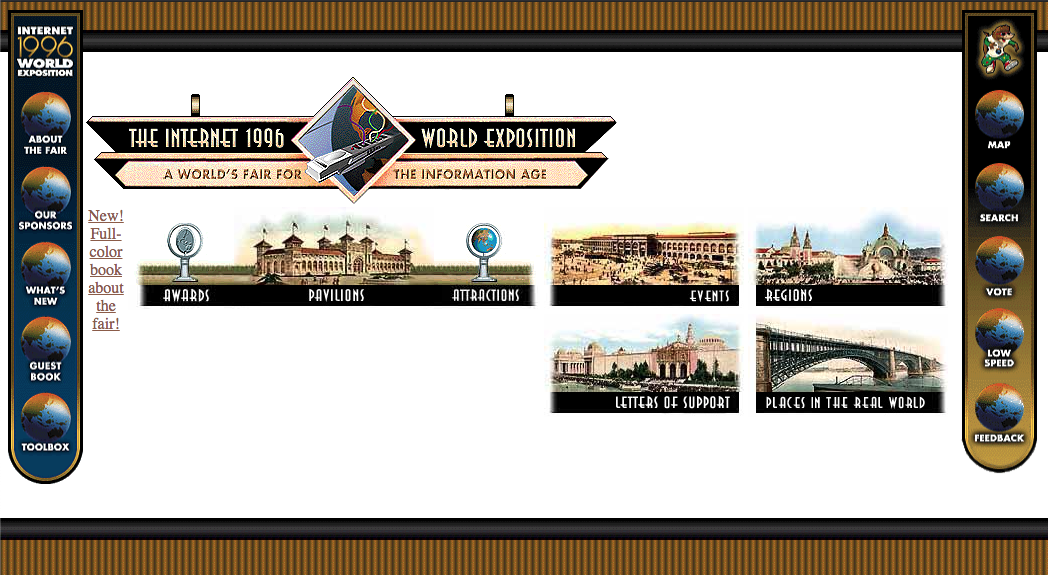 INTERNET
1996
WORLD
EXPOSITION
ABOUT
THE FAIR
OUR
SPONSORS
WHAT'S
NEW
GUEST
BOOK
TOOLBOX
THE INTERNET 1996 WORLD EXPOSITION
A WORLD'S FAIR FOR THE INFORMATION AGE
New!
Full-
color
book
about
the
fair!
AWARDS
PAVILIONS
ATTRACTIONS
EVENTS
REGIONS
LETTERS OF SUPPORT
PLACES IN THE REAL WORLD
MAP
SEARCH
VOTE
LOW
SPEED
FEEDBACK